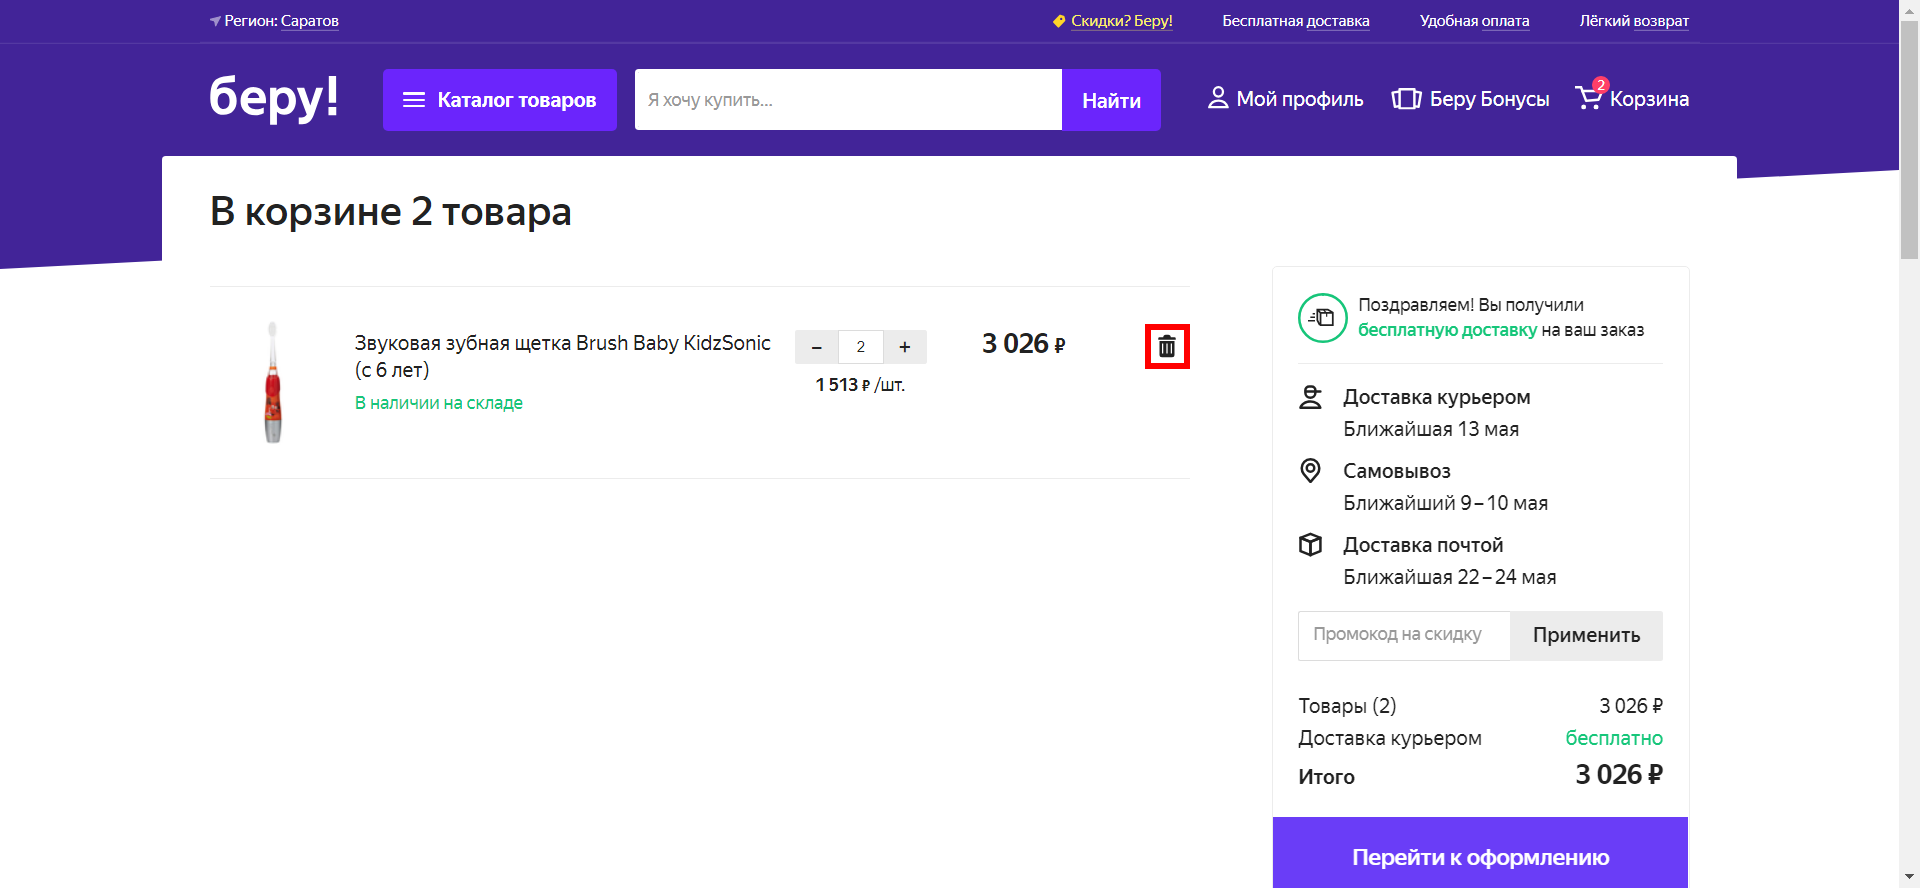 Регион: Саратов
Скидки? Беру!
Бесплатная доставка
Удобная оплата
Лёгкий возврат
беру!
Каталог товаров
Я хочу купить...
Найти
Мой профиль
Беру Бонусы
2
Корзина
В корзине 2 товара
Звуковая зубная щетка Brush Baby KidzSonic
(с 6 лет)
В наличии на складе
– 2 +
1 513 ₽ /шт.
3 026 ₽
Поздравляем! Вы получили
бесплатную доставку на ваш заказ
Доставка курьером
Ближайшая 13 мая
Самовывоз
Ближайший 9 – 10 мая
Доставка почтой
Ближайшая 22 – 24 мая
Промокод на скидку
Применить
Товары (2) 3 026 ₽
Доставка курьером бесплатно
Итого 3 026 ₽
Перейти к оформлению